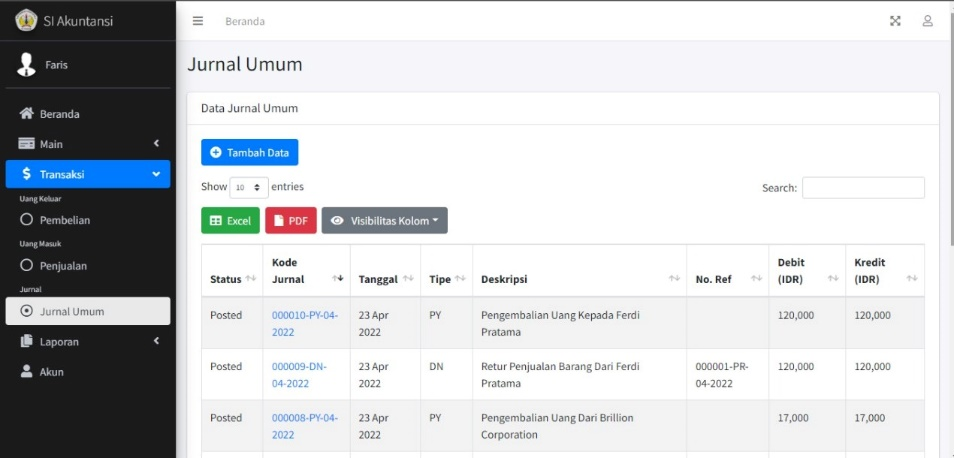 SI Akuntansi
Beranda
Faris
Beranda
Main
Transaksi
Uang Keluar
Pembelian
Uang Masuk
Penjualan
Jurnal
Jurnal Umum
Laporan
Akun
Jurnal Umum
Data Jurnal Umum
Tambah Data
Show 10 entries
Search:
Excel PDF Visibilitas Kolom
Status Kode Jurnal Tanggal Tipe Deskripsi No. Ref Debit (IDR) Kredit (IDR)
Posted 000010-PY-04-2022 23 Apr 2022 PY Pengembalian Uang Kepada Ferdi Pratama 120,000 120,000
Posted 000009-DN-04-2022 23 Apr 2022 DN Retur Penjualan Barang Dari Ferdi Pratama 000001-PR-04-2022 120,000 120,000
Posted 000008-PY-04-2022 23 Apr 2022 PY Pengembalian Uang Dari Brillion Corporation 17,000 17,000